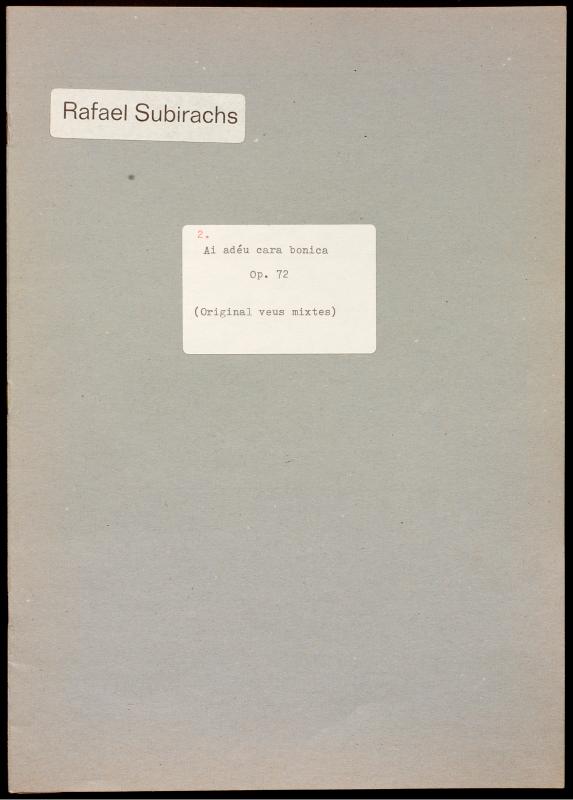 Rafael Subirachs
2.
Ai adéu cara bonica
Op. 72
(Original veus mixtes)